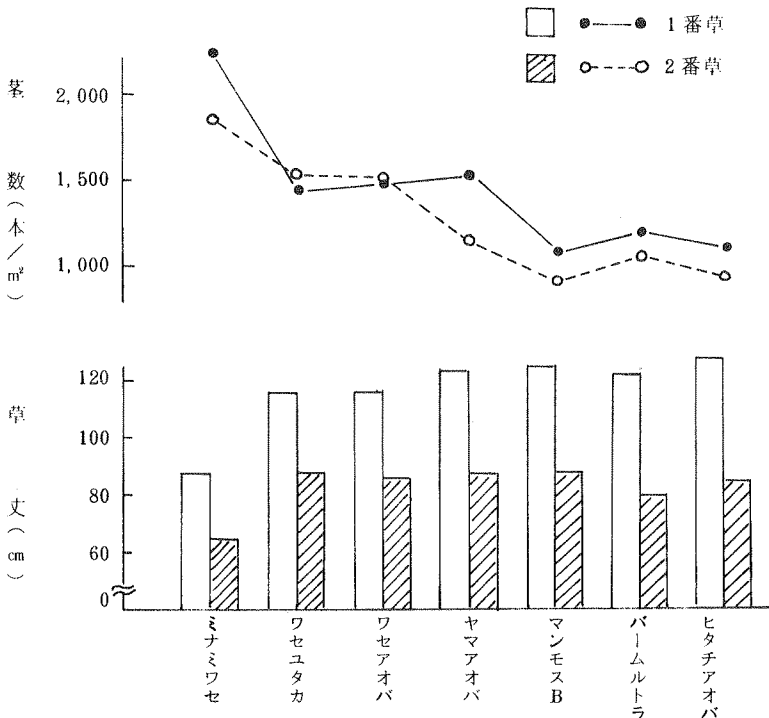 1番草
2番草
茎数(本/m²)
2,000
1,500
1,000
草丈(cm)
120
100
80
60
0
ミナミワセ
ワセユタカ
ワセアオバ
ヤマアオバ
マンモスB
バームルトラ
ヒタチアオバ